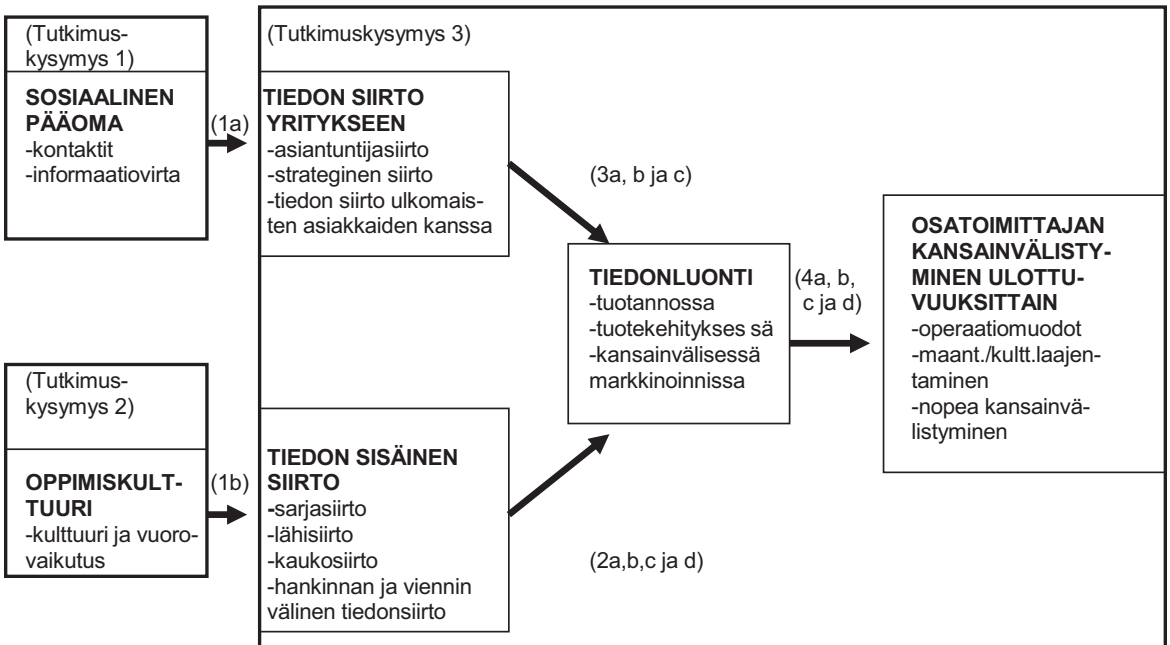 (Tutkimus-
kysymys 1)
SOSIAALINEN
PÄÄOMA
-kontaktit
-informaatiovirta
(1a)
(Tutkimuskysymys 3)
TIEDON SIIRTO
YRITYKSEEN
-asiantuntijasiirto
-strateginen siirto
-tiedon siirto ulkomais-
ten asiakkaiden kanssa
(3a, b ja c)
(Tutkimus-
kysymys 2)
OPPIMISKULT-
TUURI
-kulttuuri ja vuoro-
vaikutus
(1b)
TIEDON SISÄINEN
SIIRTO
-sarjasiirto
-lähisiirto
-kaukosiirto
-hankinnan ja viennin
välinen tiedonsiirto
(2a,b,c ja d)
TIEDONLUONTI
-tuotannossa
-tuotekehitykses sä
-kansainvälisessä
markkinoinnissa
(4a, b,
c ja d)
OSATOIMITTAJAN
KANSAINVÄLISTY-
MINEN ULOTTU-
VUUKSITTAIN
-operaatiomuodot
-maant./kultt.laajen-
taminen
-nopea kansainvä-
listyminen